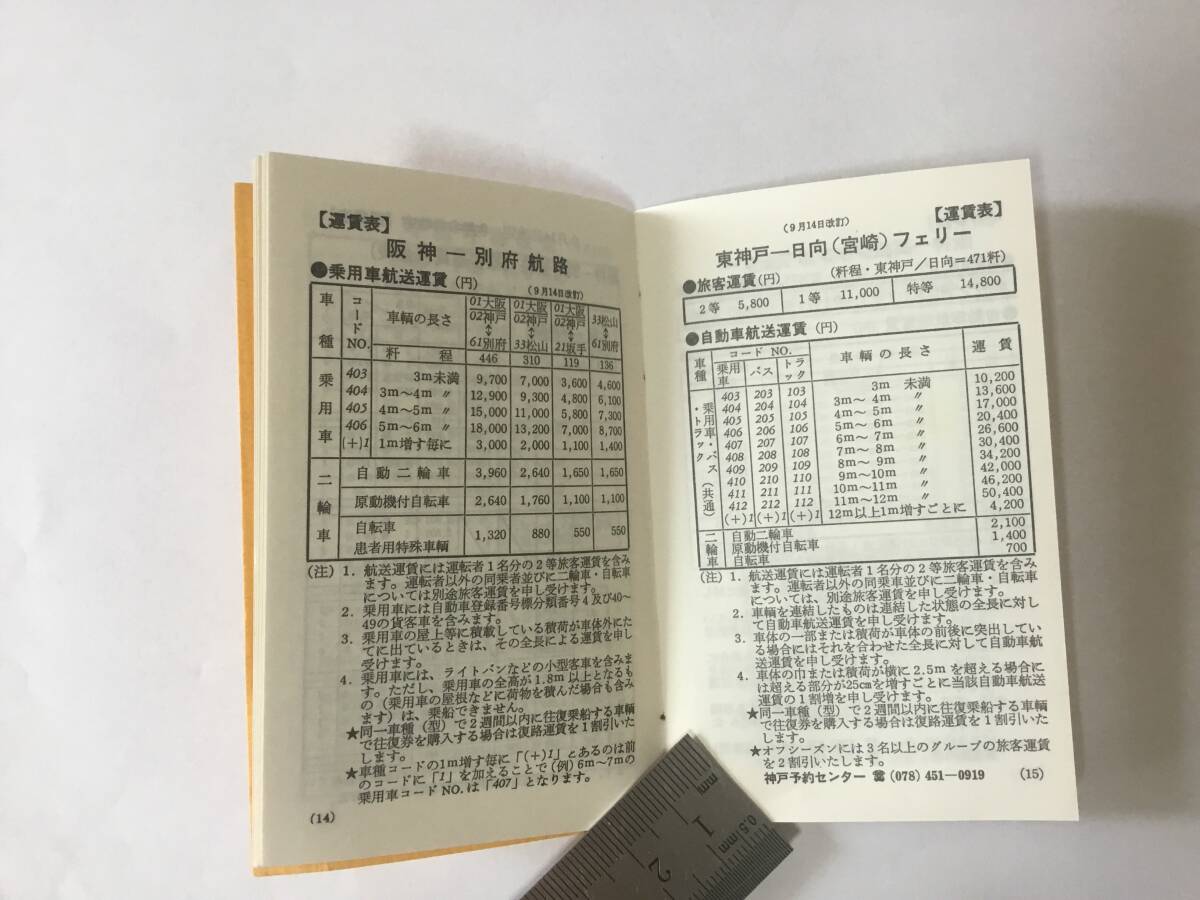 【運賃表】
阪神一別府航路
●乗用車航送運賃 (円)
(9月14日改訂)
車種 コードNO. 車輌の長さ 01大阪 02神戸 ↕ 61別府 01大阪 02神戸 ↕ 33松山 01大阪 02神戸 ↕ 21坂手 33松山 ↕ 61別府
粁程 446 310 119 136
乗用車
403 3m未満 9,700 7,000 3,600 4,600
404 3m〜4m 〃 12,900 9,300 4,800 6,100
405 4m〜5m 〃 15,000 11,000 5,800 7,300
406 5m〜6m 〃 18,000 13,200 7,000 8,700
(+)1 1m増す毎に 3,000 2,000 1,100 1,400
二輪車
自動二輪車 3,960 2,640 1,650 1,650
原動機付自転車 2,640 1,760 1,100 1,100
自転車
患者用特殊車輌 1,320 880 550 550
(注) 1. 航送運賃には運転者1名分の2等旅客運賃を含み
ます。運転者以外の同乗者並びに二輪車・自転車
については別途旅客運賃を申し受けます。
2. 乗用車には自動車登録番号標分類番号4及び40〜
49の貨客車を含みます。
3. 乗用車の屋上等に積載している積荷が車体外にた
てに出ているときは、その全長による運賃を申し
受けます。
4. 乗用車には、ライトバンなどの小型客車を含みま
す。ただし、乗用車の全高が1.8m以上となるも
の(乗用車の屋根などに荷物を積んだ場合も含み
ます)は、乗船できません。
★同一車種(型)で2週間以内に往復乗船する車輌
で往復券を購入する場合は復路運賃を1割引いた
します。
★車種コードの1m増す毎に「(+)1」とあるのは前
のコードに「1」を加えることで(例)6m〜7mの
乗用車コードNO.は「407」となります。
(14)
(9月14日改訂)
【運賃表】
東神戸一日向(宮崎)フェリー
(粁程・東神戸/日向=471粁)
●旅客運賃(円)
2等 5,800 1等 11,000 特等 14,800
●自動車航送運賃 (円)
車種 コードNO. 車輌の長さ 運賃
乗用車 バス トラック
・乗用車・バス・トラック(共通)
403 203 103 3m 未満 10,200
404 204 104 3m〜4m 〃 13,600
405 205 105 4m〜5m 〃 17,000
406 206 106 5m〜6m 〃 20,400
407 207 107 6m〜7m 〃 26,600
408 208 108 7m〜8m 〃 30,400
409 209 109 8m〜9m 〃 34,200
410 210 110 9m〜10m 〃 42,000
411 211 111 10m〜11m 〃 46,200
412 212 112 11m〜12m 〃 50,400
(+)1 (+)1 (+)1 12m以上1m増すごとに 4,200
二輪車
自動二輪車 2,100
原動機付自転車 1,400
自転車 700
(注) 1. 航送運賃には運転者1名分の2等旅客運賃を含み
ます。運転者以外の同乗車並びに二輪車・自転車
については、別途旅客運賃を申し受けます。
2. 車輌を連結したものは連結した状態の全長に対し
て自動車航送運賃を申し受けます。
3. 車体の一部または積荷が車体の前後に突出してい
る場合にはそれを合わせた全長に対して自動車航
送運賃を申し受けます。
4. 車体の巾または積荷が横に2.5mを超える場合に
は超える部分が25cmを増すごとに当該自動車航送
運賃の1割増を申し受けます。
★同一車種(型)で2週間以内に往復乗船する車輌
で往復券を購入する場合は復路運賃を1割引いた
します。
★オフシーズンには3名以上のグループの旅客運賃
を2割引いたします。
神戸予約センター ☎(078)451―0919
(15)
1/mm
0.5/mm
1
2